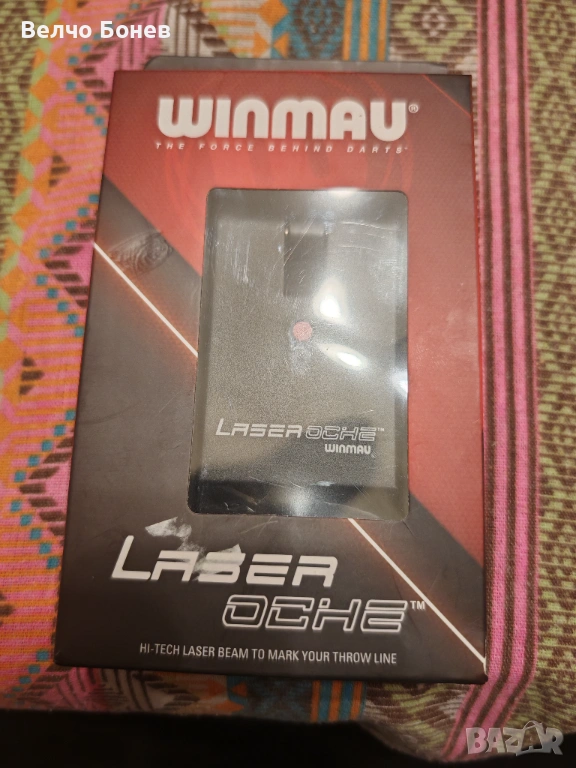 Велчо Бонев
WINMAU®
THE FORCE BEHIND DARTS
LASER OCHE™
WINMAU
LASER
OCHE™
HI-TECH LASER BEAM TO MARK YOUR THROW LINE
BAZAR